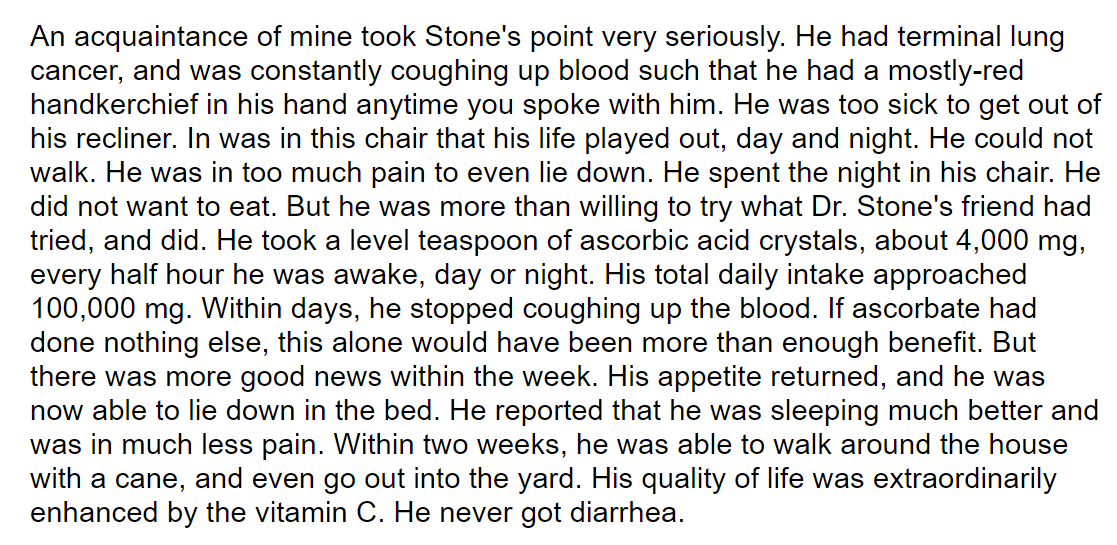 An acquaintance of mine took Stone's point very seriously. He had terminal lung
cancer, and was constantly coughing up blood such that he had a mostly-red
handkerchief in his hand anytime you spoke with him. He was too sick to get out of
his recliner. In was in this chair that his life played out, day and night. He could not
walk. He was in too much pain to even lie down. He spent the night in his chair. He
did not want to eat. But he was more than willing to try what Dr. Stone's friend had
tried, and did. He took a level teaspoon of ascorbic acid crystals, about 4,000 mg,
every half hour he was awake, day or night. His total daily intake approached
100,000 mg. Within days, he stopped coughing up the blood. If ascorbate had
done nothing else, this alone would have been more than enough benefit. But
there was more good news within the week. His appetite returned, and he was
now able to lie down in the bed. He reported that he was sleeping much better and
was in much less pain. Within two weeks, he was able to walk around the house
with a cane, and even go out into the yard. His quality of life was extraordinarily
enhanced by the vitamin C. He never got diarrhea.